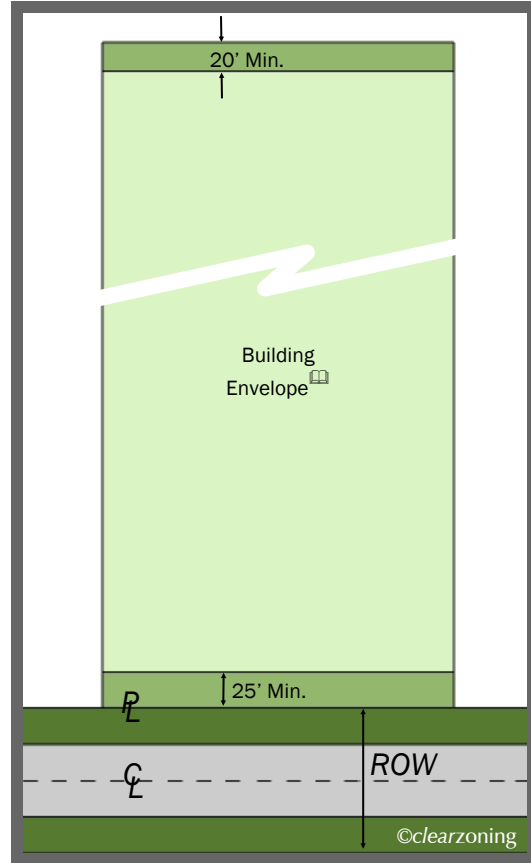 20' Min.
Building
Envelope
25' Min.
PL
CL
ROW
©clearzoning